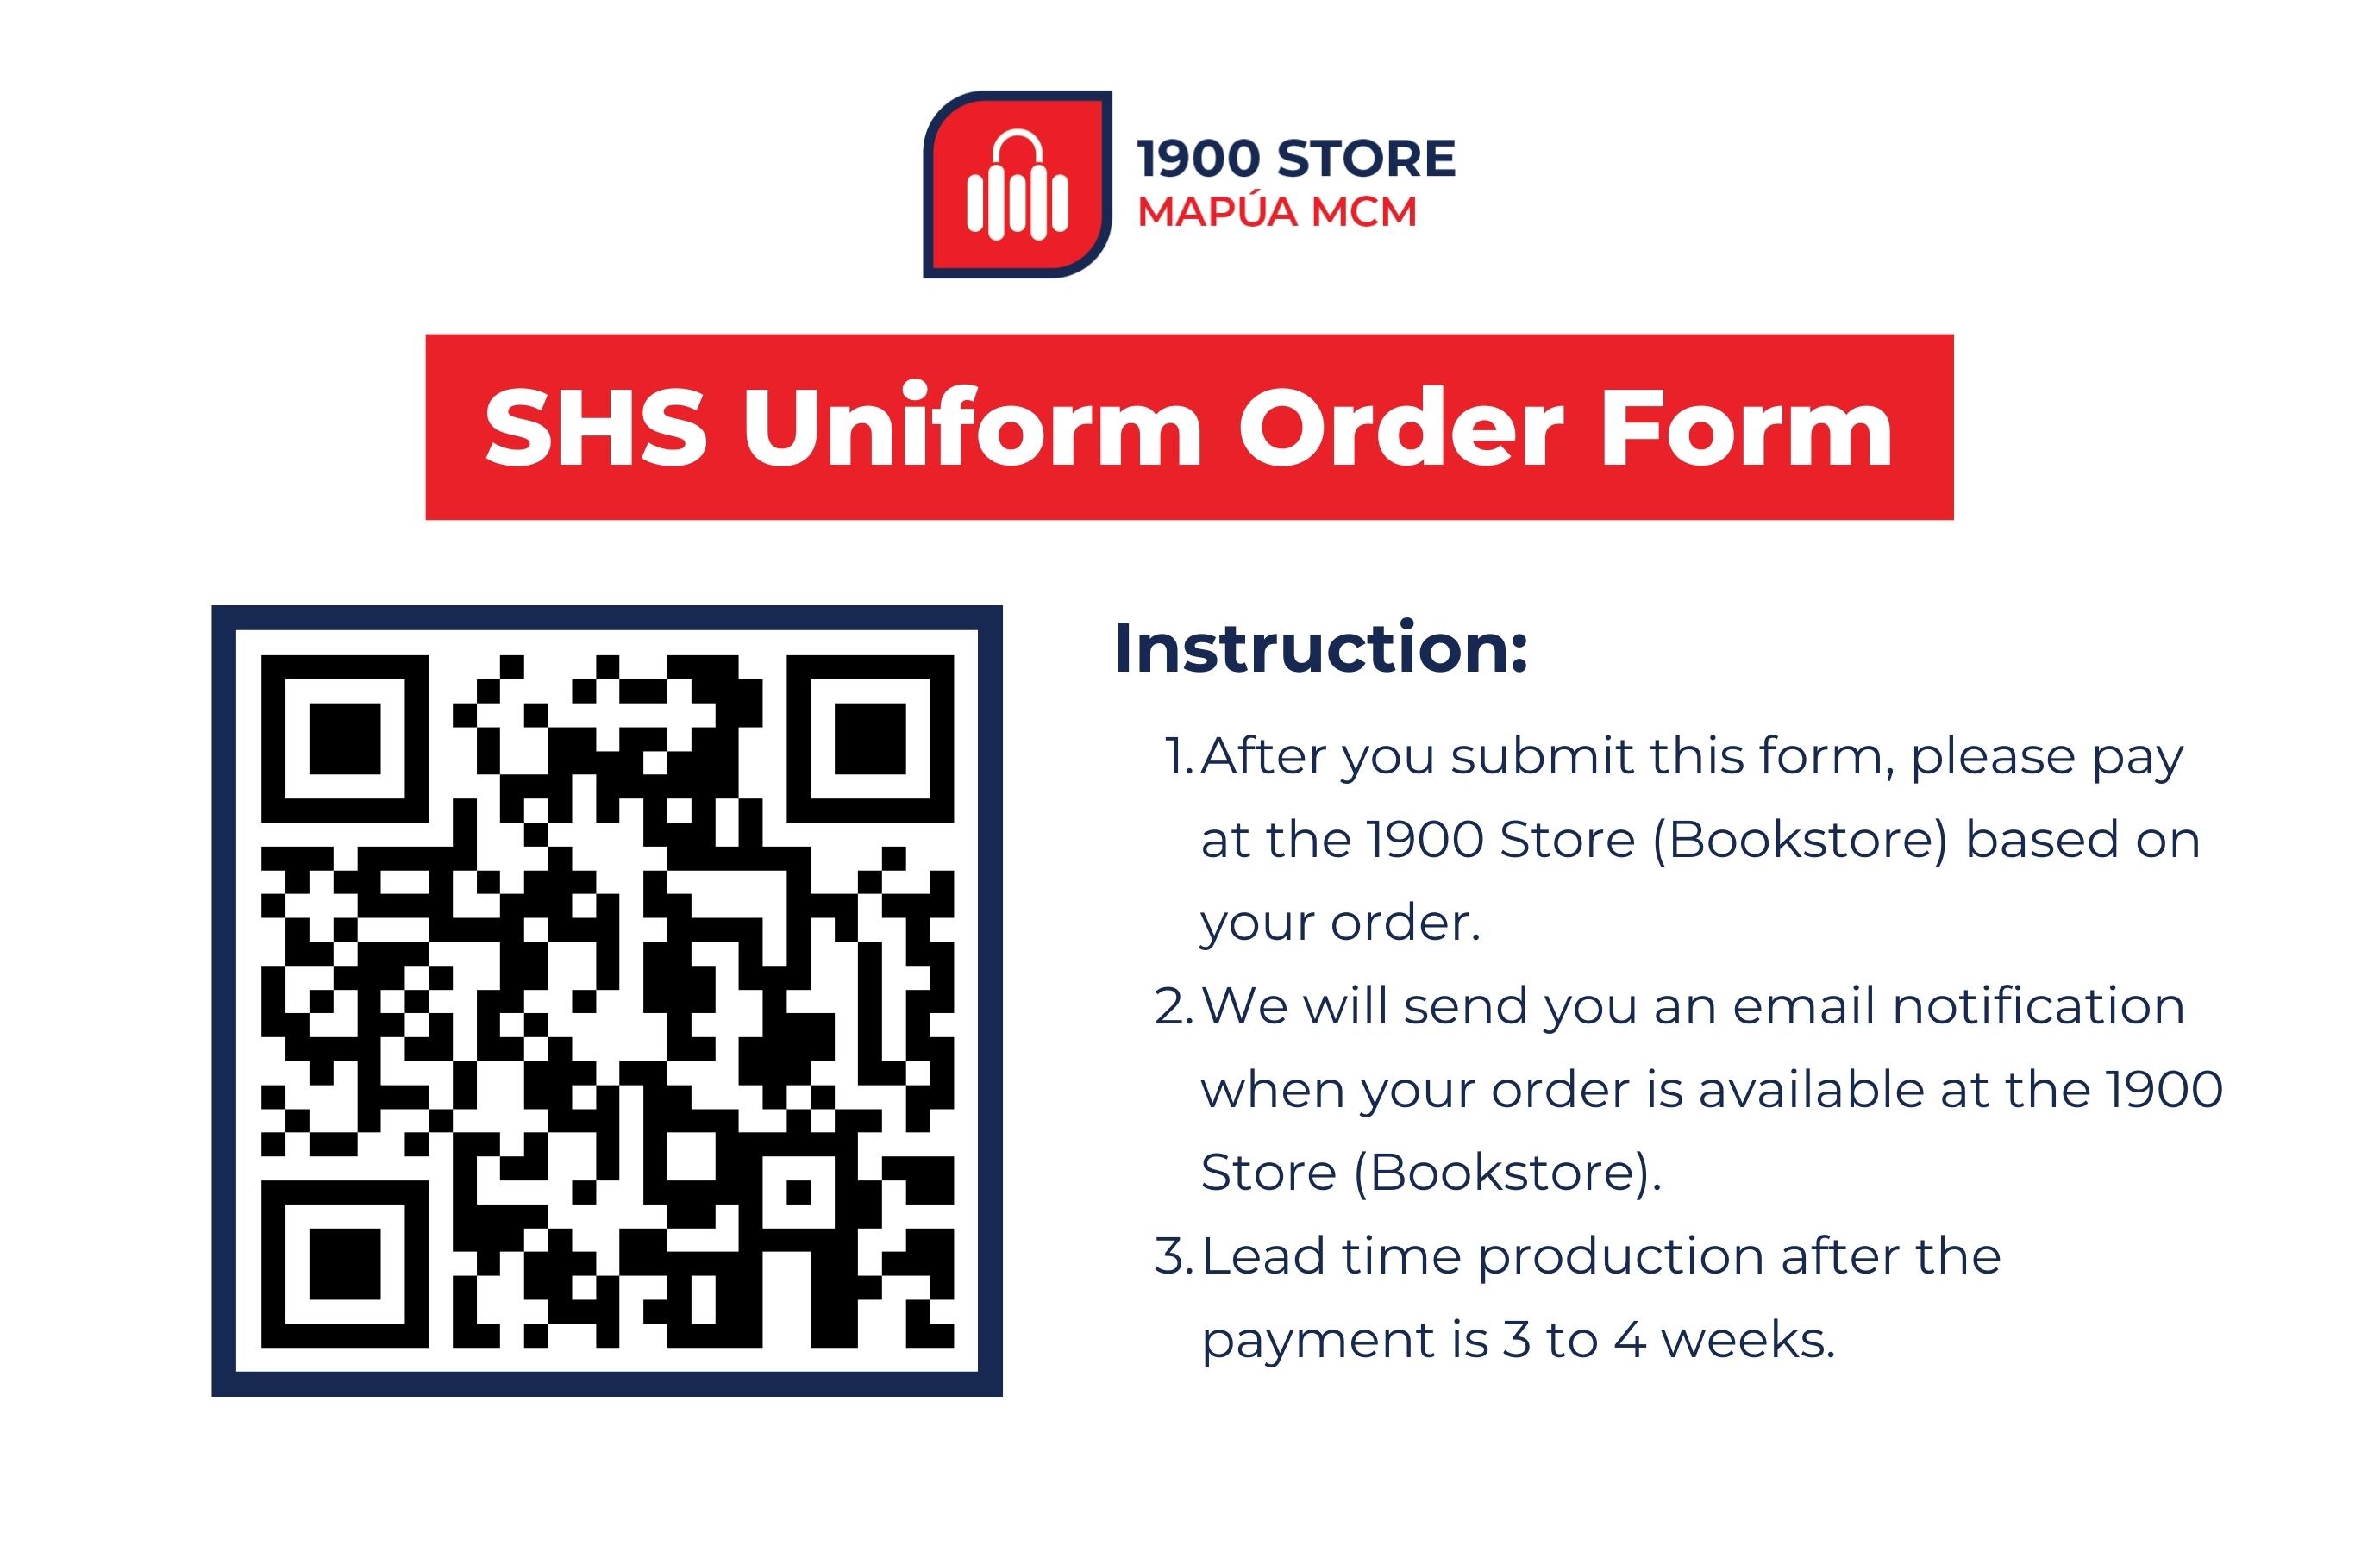 1900 STORE
MAPÚA MCM
SHS Uniform Order Form
Instruction:
1. After you submit this form, please pay
at the 1900 Store (Bookstore) based on
your order.
2. We will send you an email notification
when your order is available at the 1900
Store (Bookstore).
3. Lead time production after the
payment is 3 to 4 weeks.